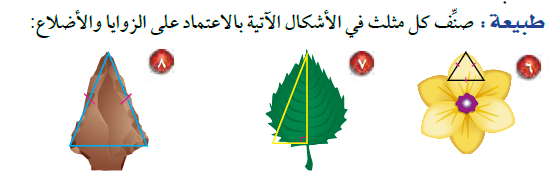 طبيعة : صنِّف كل مثلث في الأشكال الآتية بالاعتماد على الزوايا والأضلاع:
٦
٧
٨